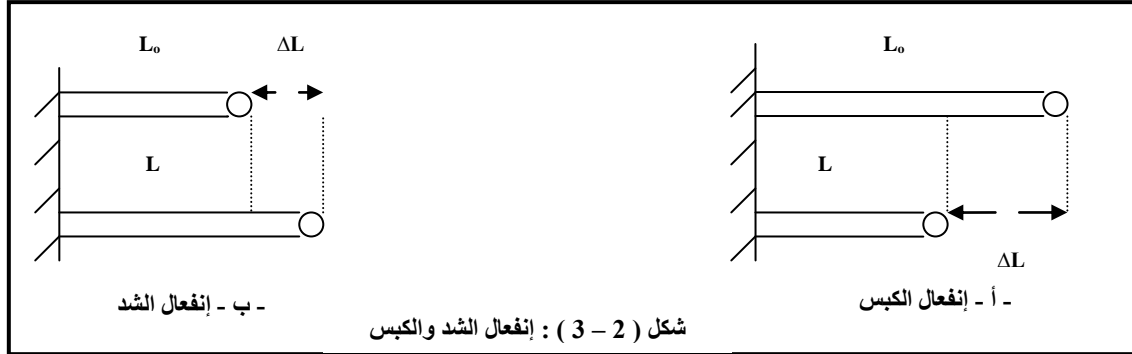 Lₒ ΔL Lₒ
L L
ΔL
- أ - إنفعال الكبس
- ب - إنفعال الشد
شكل ( 2 – 3 ) : إنفعال الشد والكبس